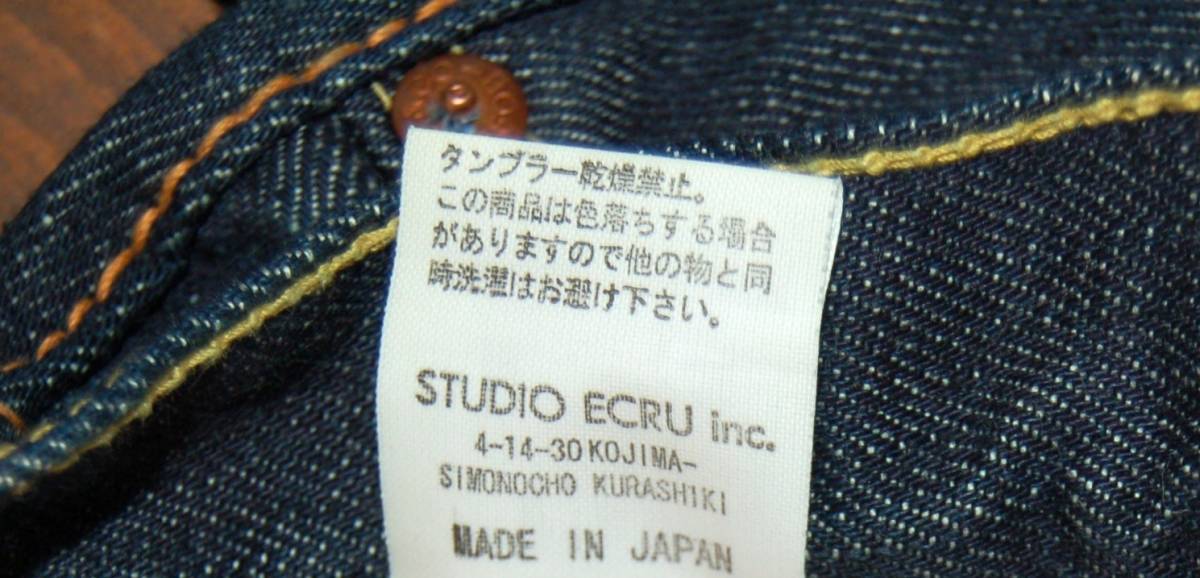 タンブラー乾燥禁止。
この商品は色落ちする場合
がありますので他の物と同
時洗濯はお避け下さい。
STUDIO ECRU inc.
4-14-30 KOJIMA-
SIMONOCHO KURASHIKI
MADE IN JAPAN